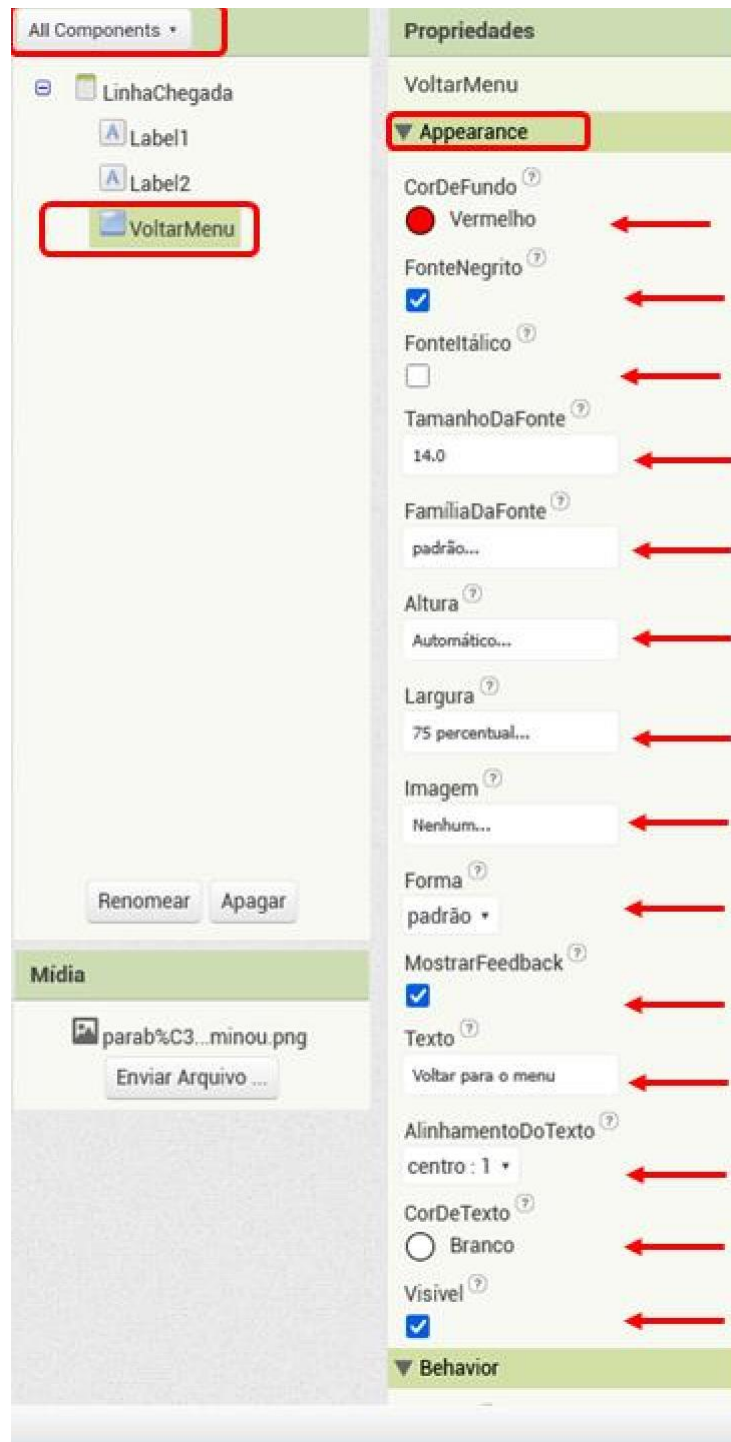 All Components
LinhaChegada
Label1
Label2
VoltarMenu
Renomear Apagar
Mídia
parab%C3...minou.png
Enviar Arquivo ...
Propriedades
VoltarMenu
Appearance
CorDeFundo ?
Vermelho
FonteNegrito ?
FonteItálico ?
TamanhoDaFonte ?
14.0
FamíliaDaFonte ?
padrão...
Altura ?
Automático...
Largura ?
75 percentual...
Imagem ?
Nenhum...
Forma ?
padrão
MostrarFeedback ?
Texto ?
Voltar para o menu
AlinhamentoDoTexto ?
centro : 1
CorDeTexto ?
Branco
Visível ?
Behavior